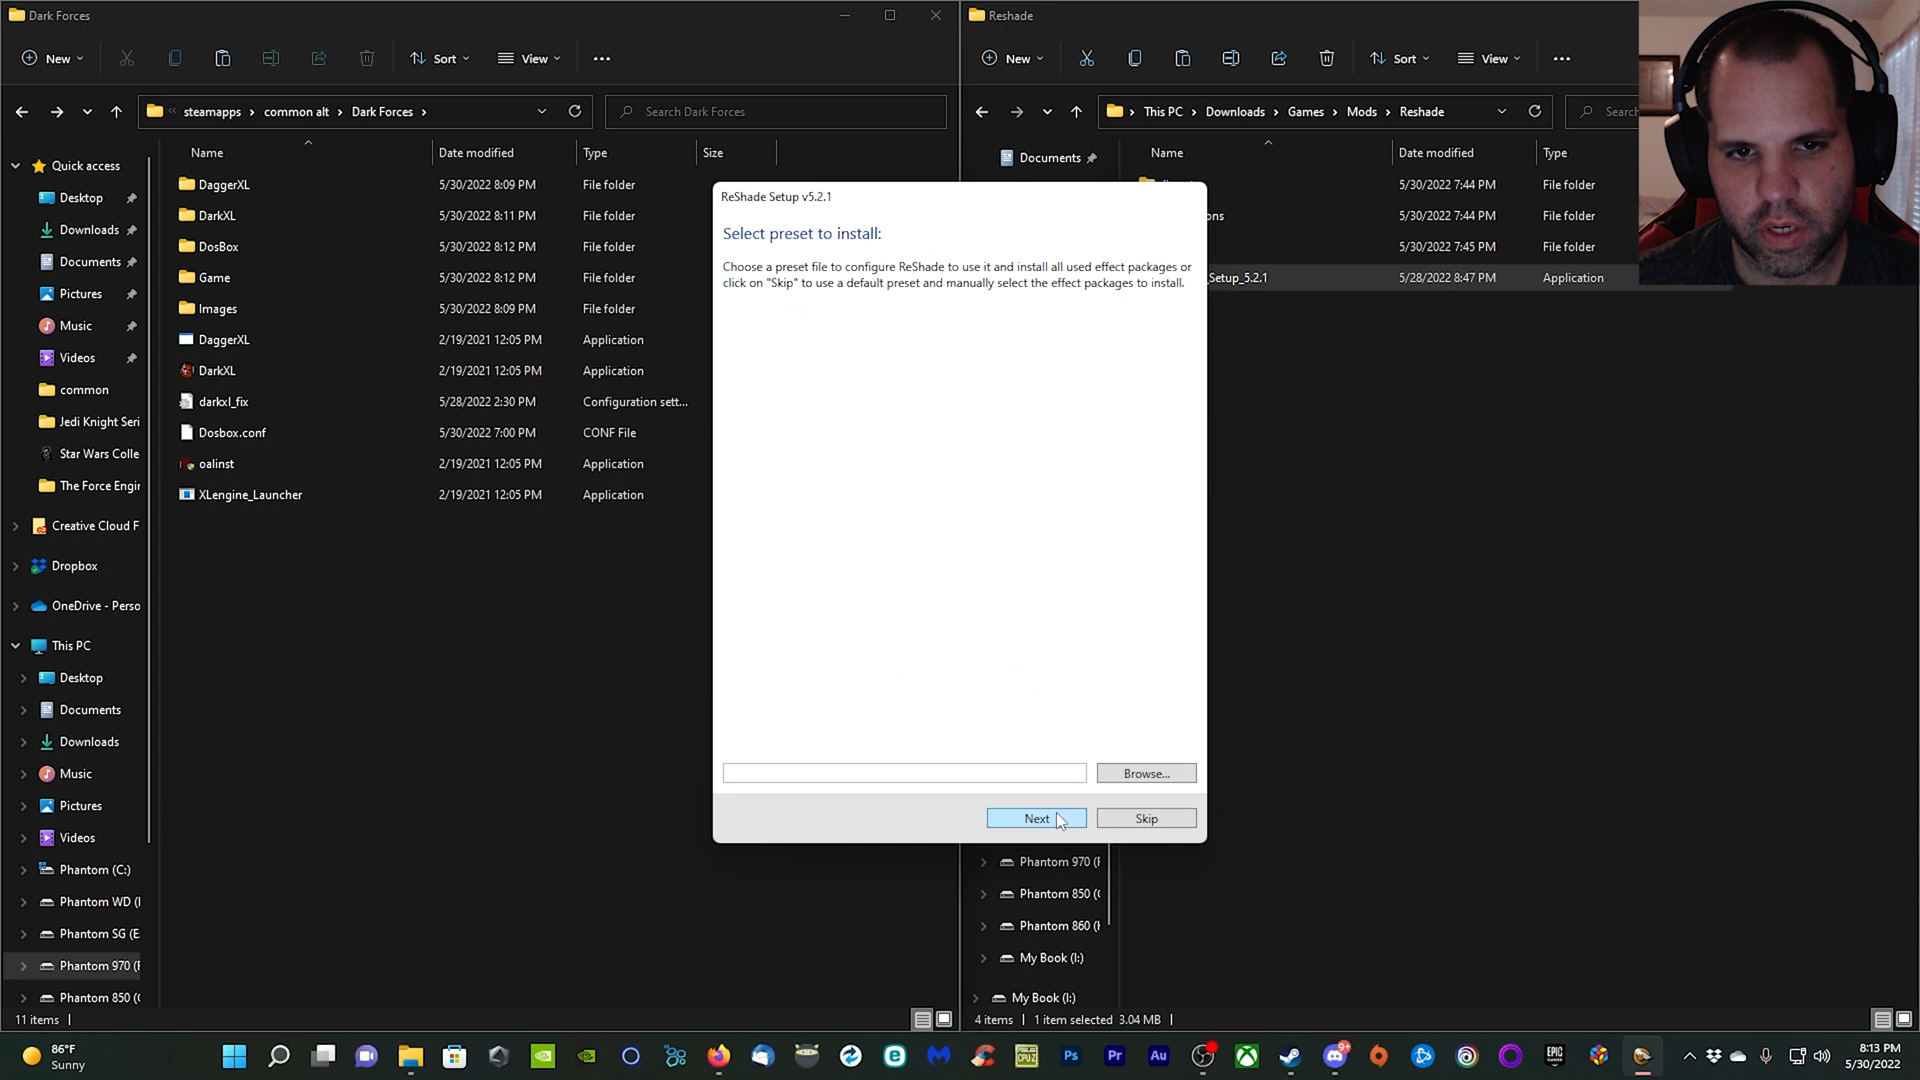 Dark Forces
New
Sort
View
steamapps > common alt > Dark Forces >
Search Dark Forces
Name
Date modified
Type
Size
Quick access
Desktop
Downloads
Documents
Pictures
Music
Videos
common
Jedi Knight Seri
Star Wars Colle
The Force Engir
Creative Cloud F
Dropbox
OneDrive - Perso
This PC
Desktop
Documents
Downloads
Music
Pictures
Videos
Phantom (C:)
Phantom WD (I
Phantom SG (E
Phantom 970 (F
Phantom 850 (G
DaggerXL 5/30/2022 8:09 PM File folder
DarkXL 5/30/2022 8:11 PM File folder
DosBox 5/30/2022 8:12 PM File folder
Game 5/30/2022 8:12 PM File folder
Images 5/30/2022 8:09 PM File folder
DaggerXL 2/19/2021 12:05 PM Application
DarkXL 2/19/2021 12:05 PM Application
darkxl_fix 5/28/2022 2:30 PM Configuration sett...
Dosbox.conf 5/30/2022 7:00 PM CONF File
oalinst 2/19/2021 12:05 PM Application
XLengine_Launcher 2/19/2021 12:05 PM Application
11 items
ReShade Setup v5.2.1
Select preset to install:
Choose a preset file to configure ReShade to use it and install all used effect packages or
click on "Skip" to use a default preset and manually select the effect packages to install.
Browse...
Next
Skip
Reshade
New
Sort
View
This PC > Downloads > Games > Mods > Reshade
Search
Documents
Name
Date modified
Type
5/30/2022 7:44 PM File folder
ons 5/30/2022 7:44 PM File folder
5/30/2022 7:45 PM File folder
_Setup_5.2.1 5/28/2022 8:47 PM Application
Phantom 970 (F
Phantom 850 (G
Phantom 860 (H
My Book (I:)
My Book (I:)
4 items
1 item selected 3.04 MB
86°F
Sunny
CPU-Z
Ps
Pr
Au
9+
EPIC
GAMES
8:13 PM
5/30/2022